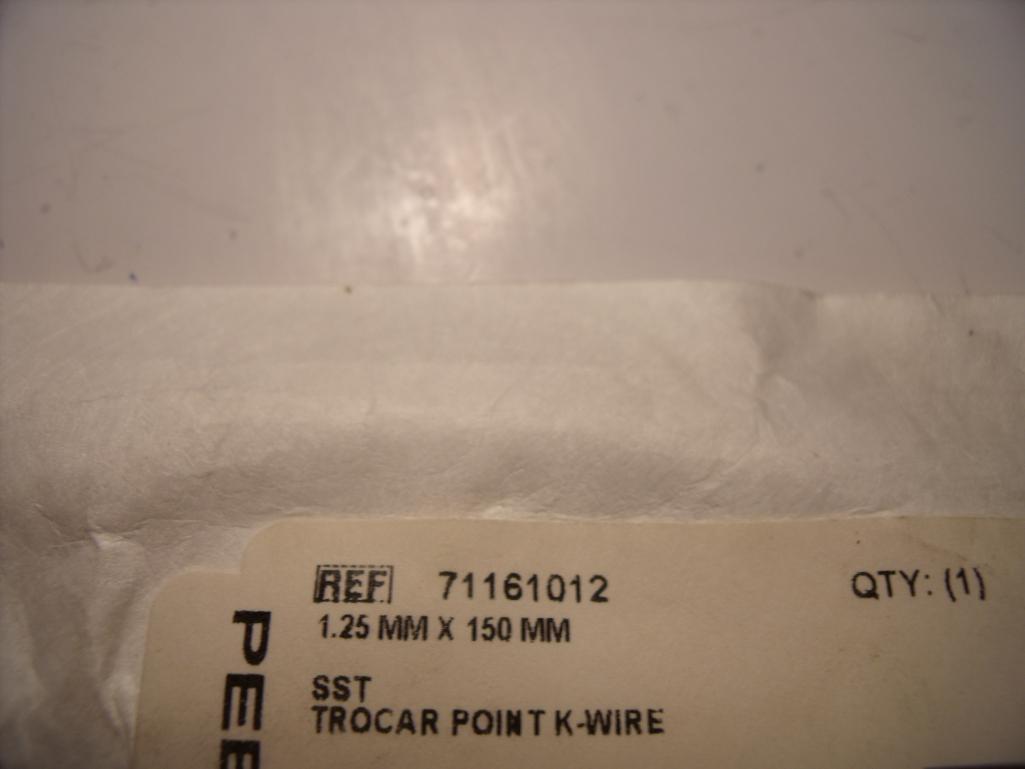 REF 71161012 QTY: (1)
1.25 MM X 150 MM
SST
TROCAR POINT K-WIRE